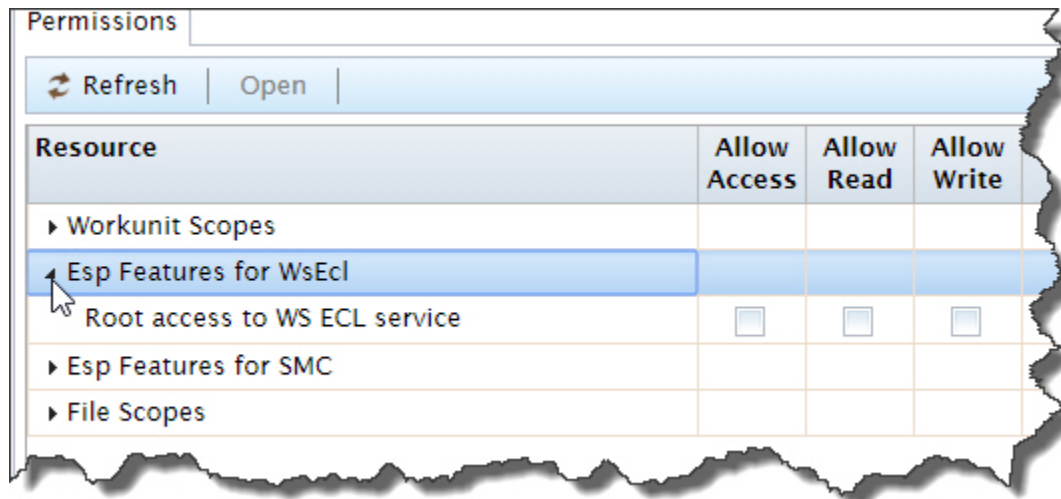 Permissions
Refresh Open
Resource Allow Access Allow Read Allow Write
Workunit Scopes
Esp Features for WsEcl
Root access to WS ECL service
Esp Features for SMC
File Scopes